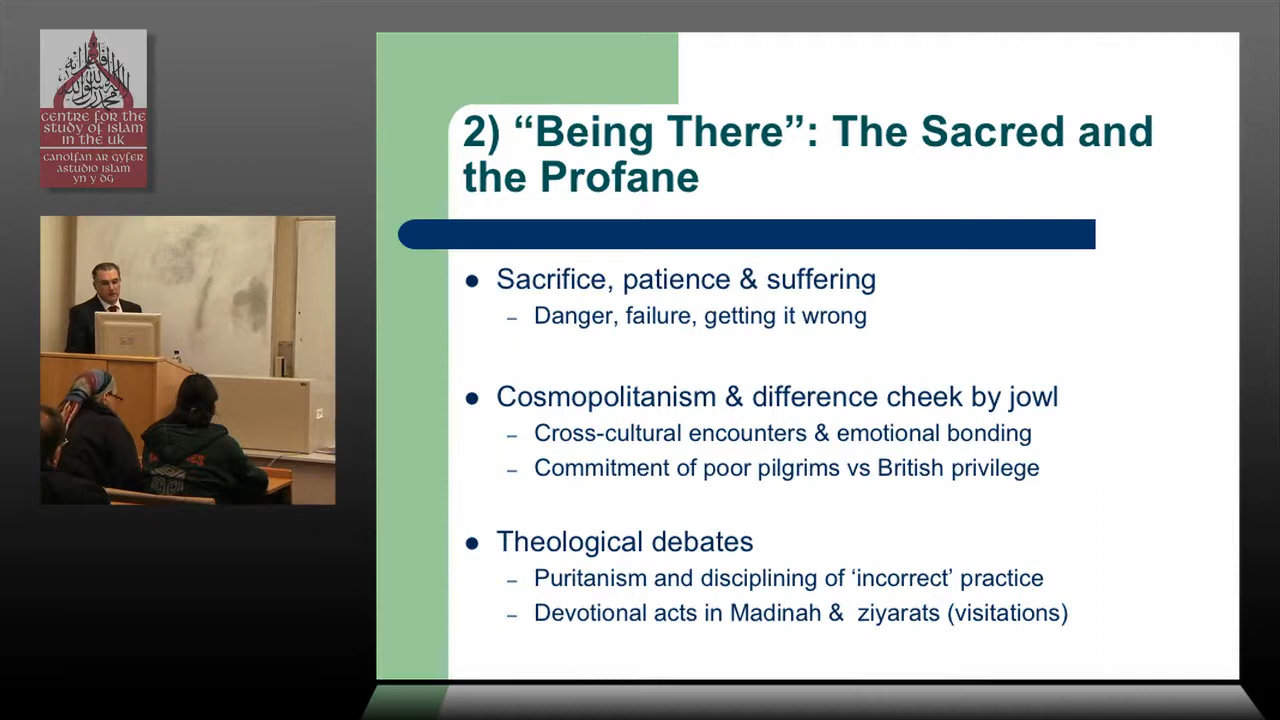 CENTRE FOR THE
STUDY OF ISLAM
IN THE UK
CANOLFAN AR GYFER
ASTUDIO ISLAM
YN Y DG
2) “Being There”: The Sacred and
the Profane
● Sacrifice, patience & suffering
– Danger, failure, getting it wrong
● Cosmopolitanism & difference cheek by jowl
– Cross-cultural encounters & emotional bonding
– Commitment of poor pilgrims vs British privilege
● Theological debates
– Puritanism and disciplining of ‘incorrect’ practice
– Devotional acts in Madinah & ziyarats (visitations)